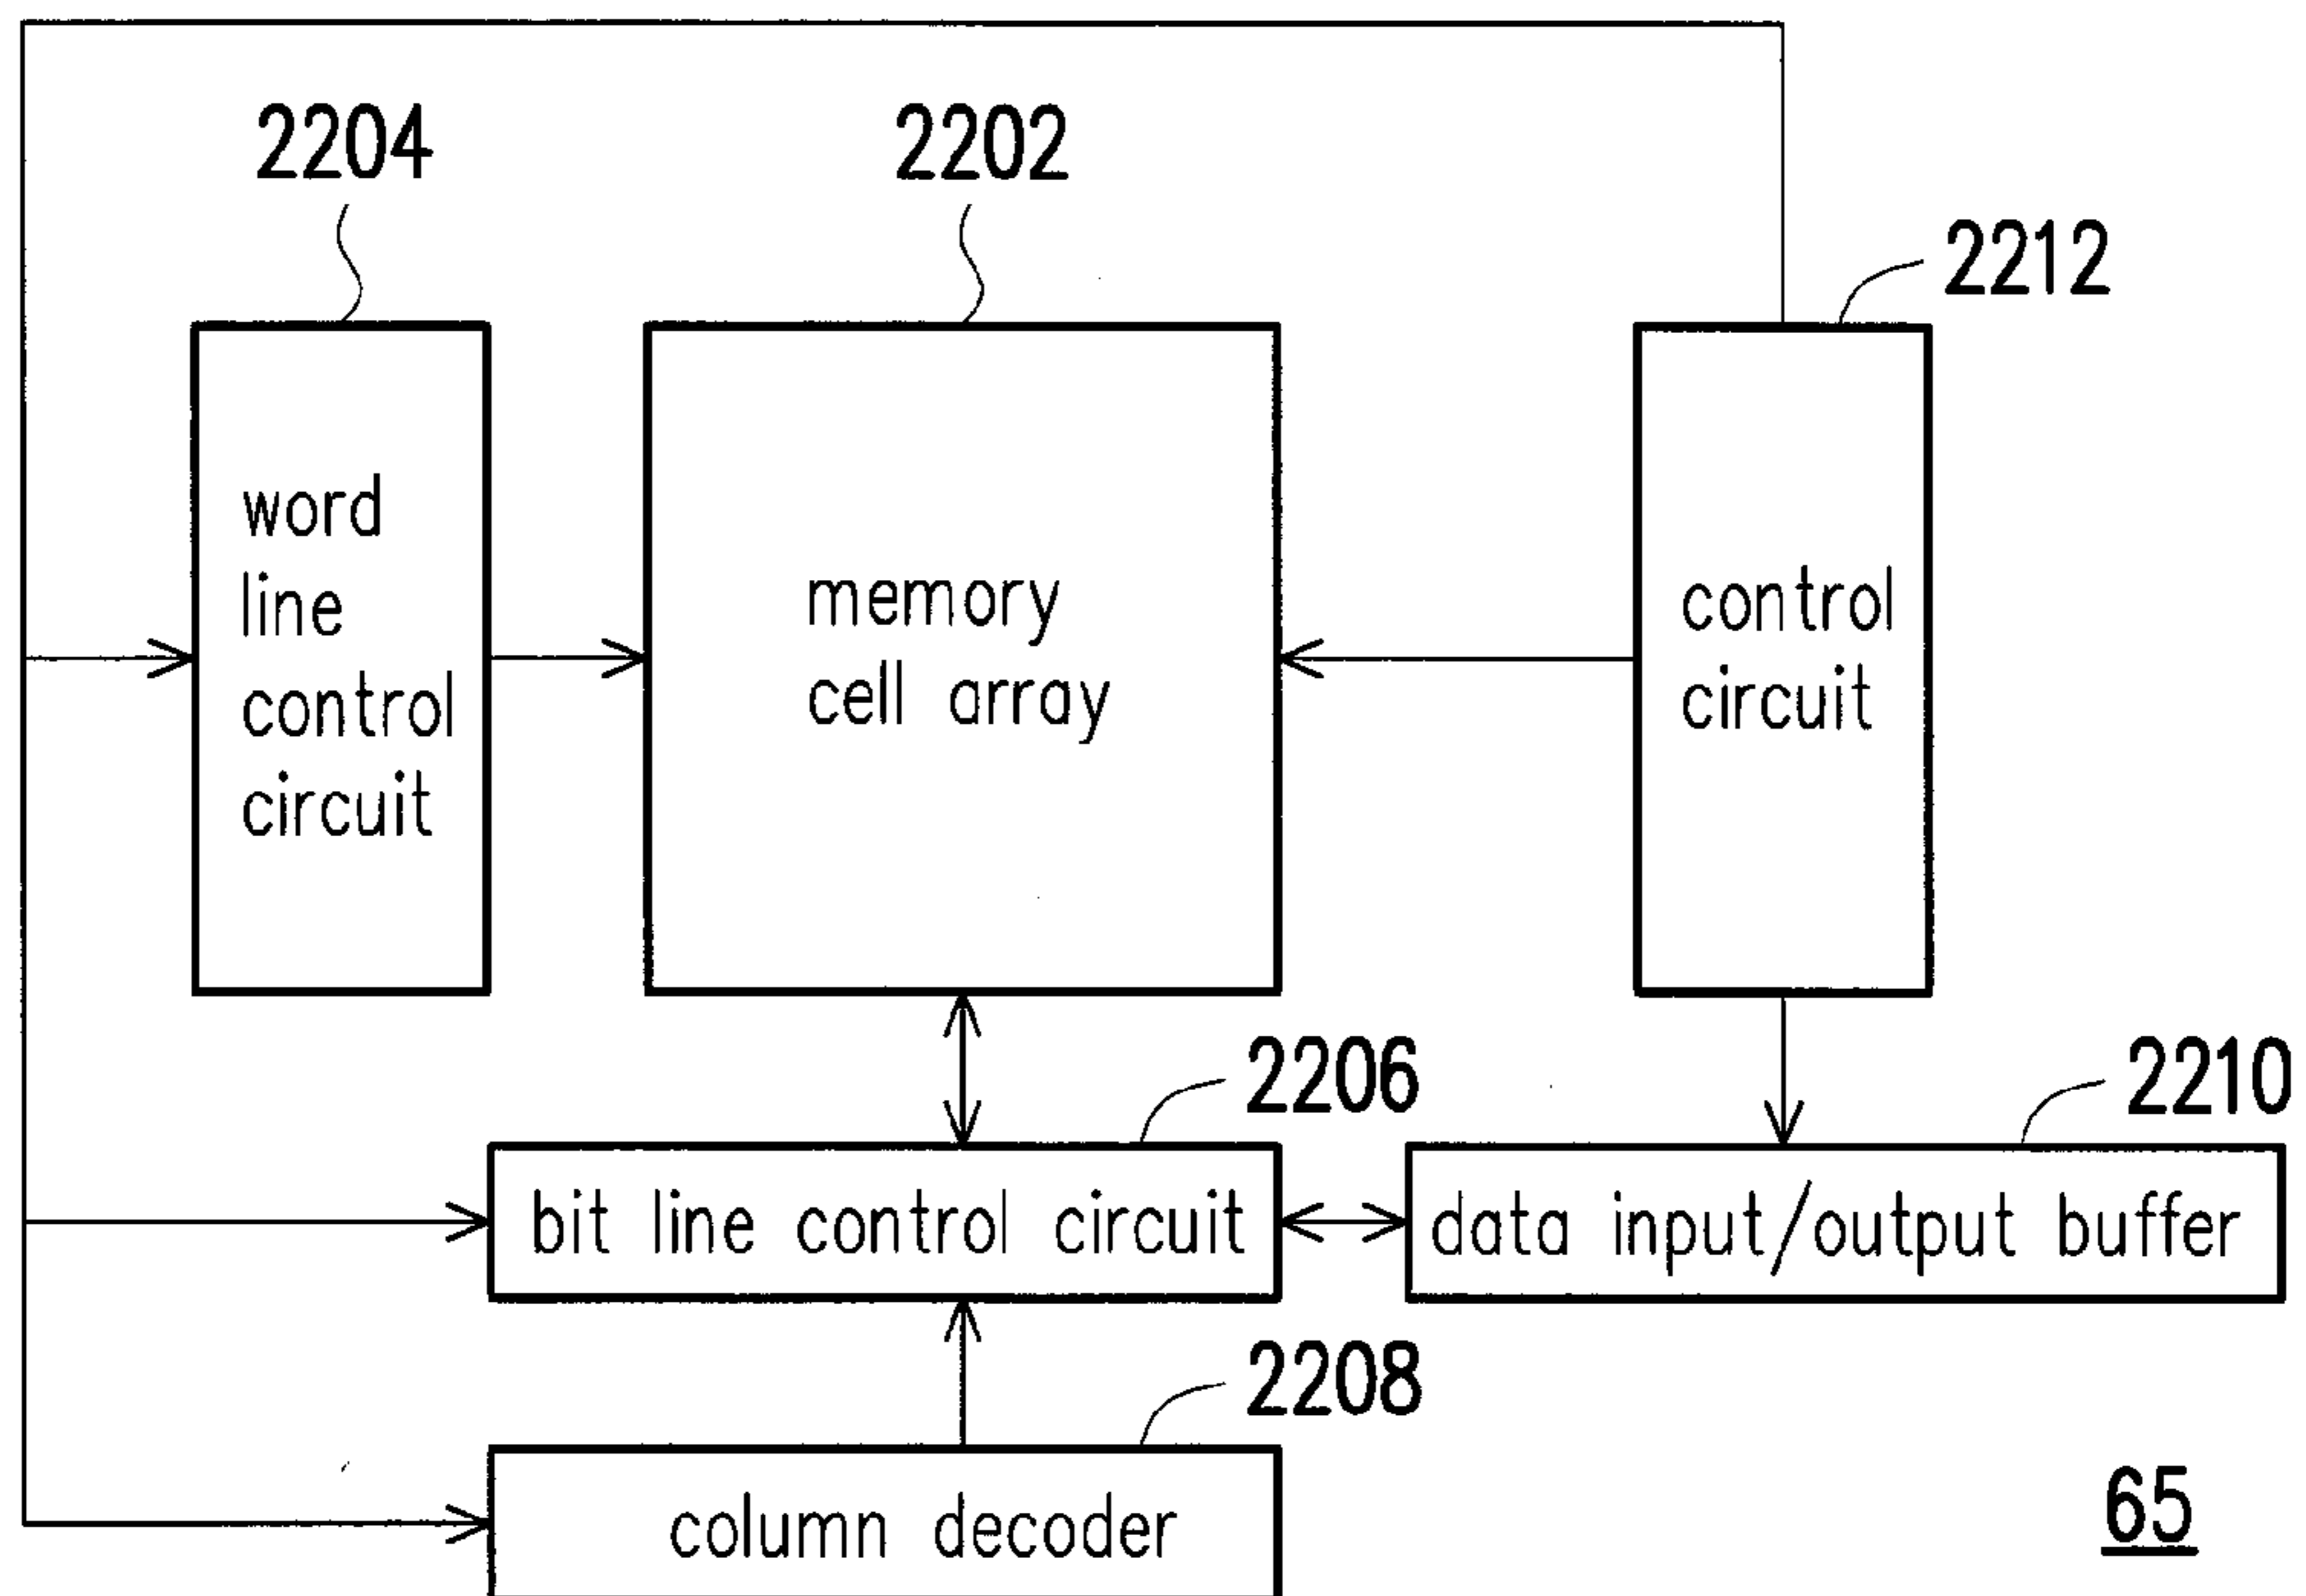 2204
2202
2212
word
line
control
circuit
memory
cell array
control
circuit
2206
2210
bit line control circuit
data input/output buffer
2208
column decoder
65